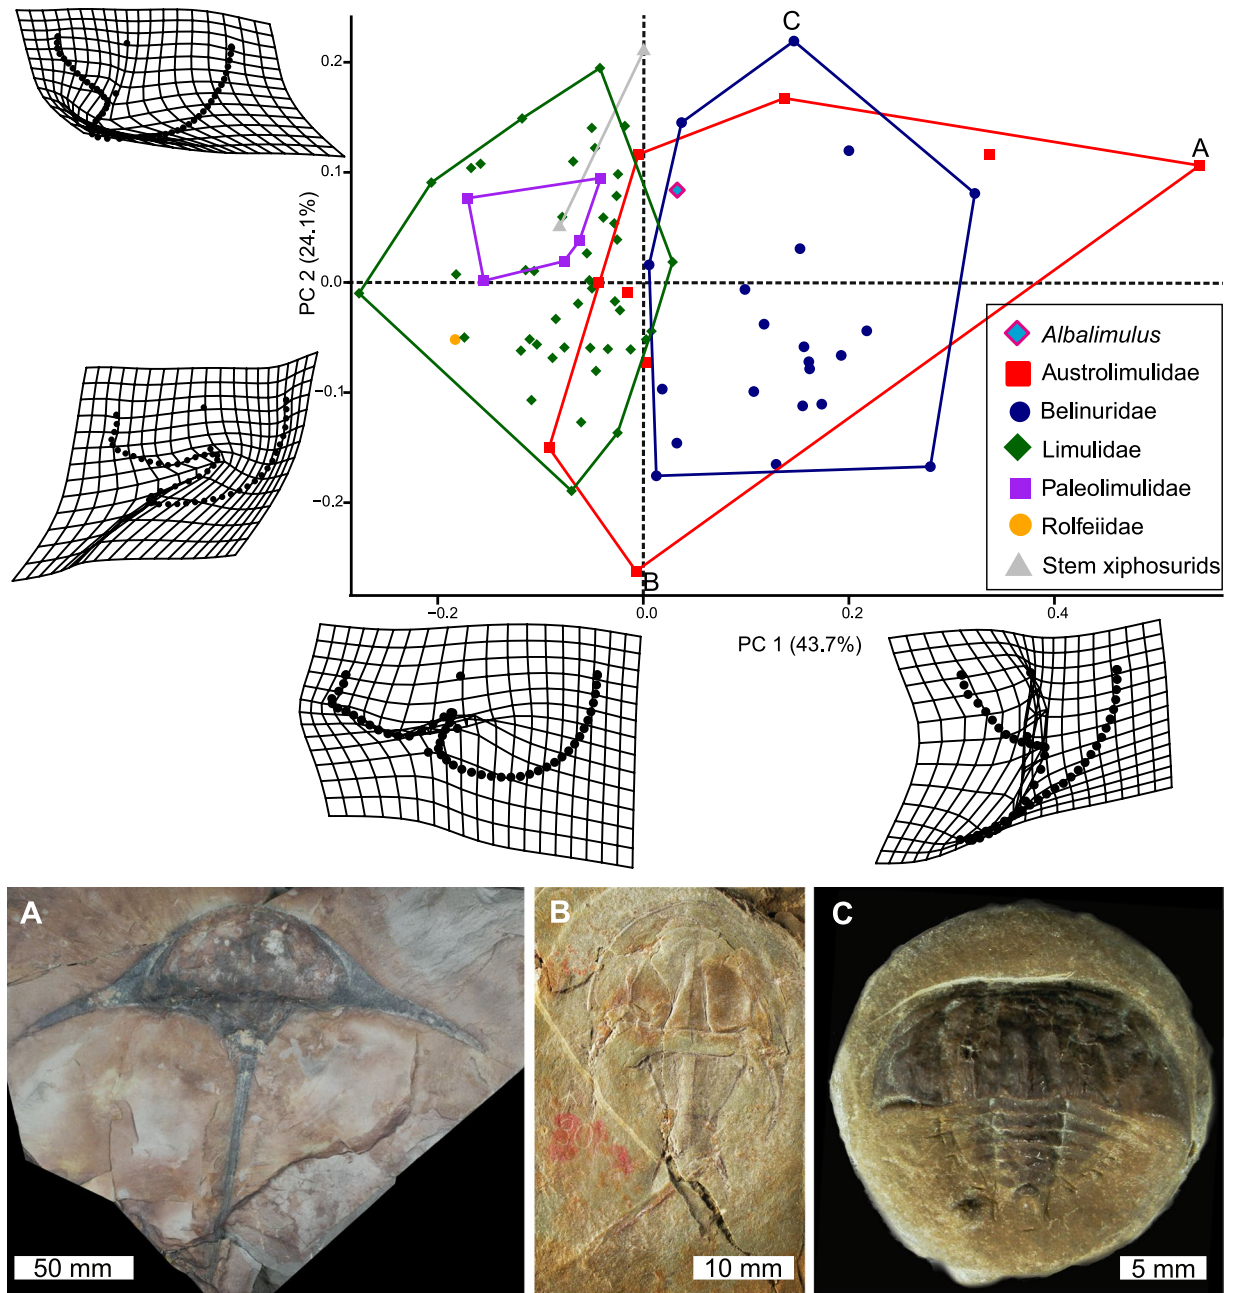 C
A
B
0.2
0.1
0.0
−0.1
−0.2
PC 2 (24.1%)
−0.2
0.0
0.2
0.4
PC 1 (43.7%)
Albalimulus
Austrolimulidae
Belinuridae
Limulidae
Paleolimulidae
Rolfeiidae
Stem xiphosurids
A
50 mm
B
10 mm
C
5 mm